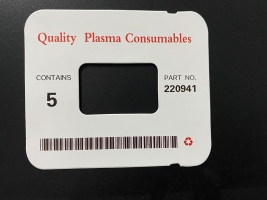 Quality Plasma Consumables
CONTAINS PART NO.
5 220941